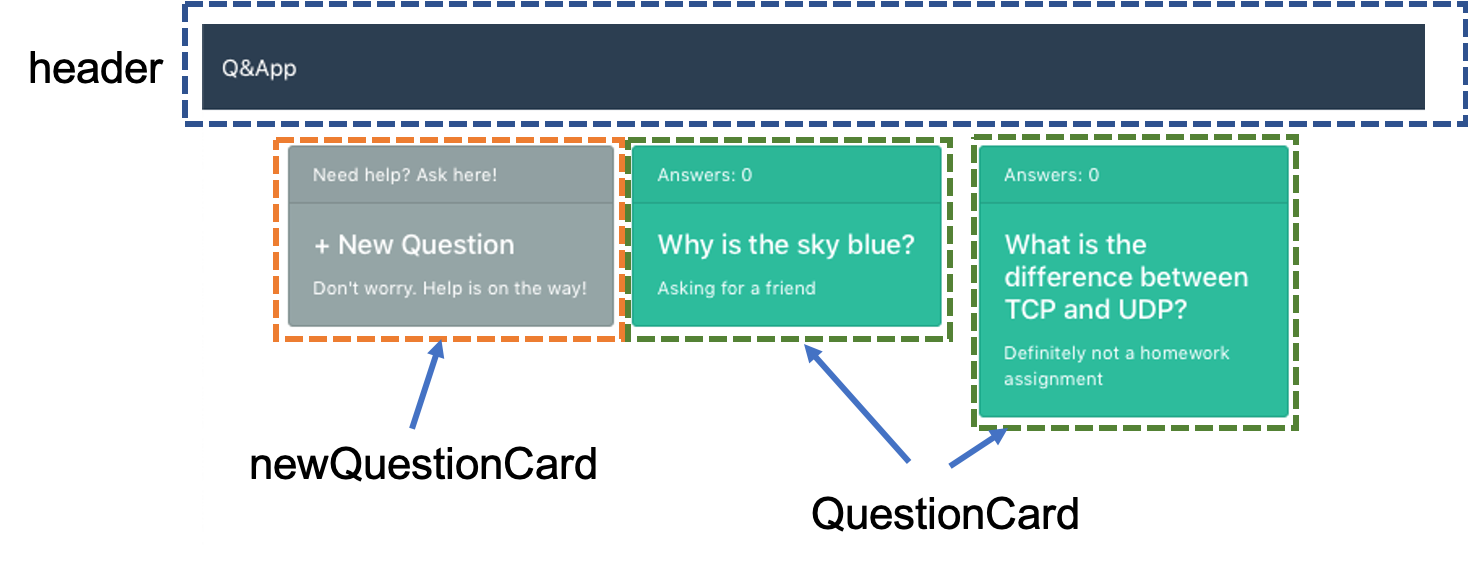 header
Q&App
Need help? Ask here!
+ New Question
Don't worry. Help is on the way!
Answers: 0
Why is the sky blue?
Asking for a friend
Answers: 0
What is the
difference between
TCP and UDP?
Definitely not a homework
assignment
newQuestionCard
QuestionCard